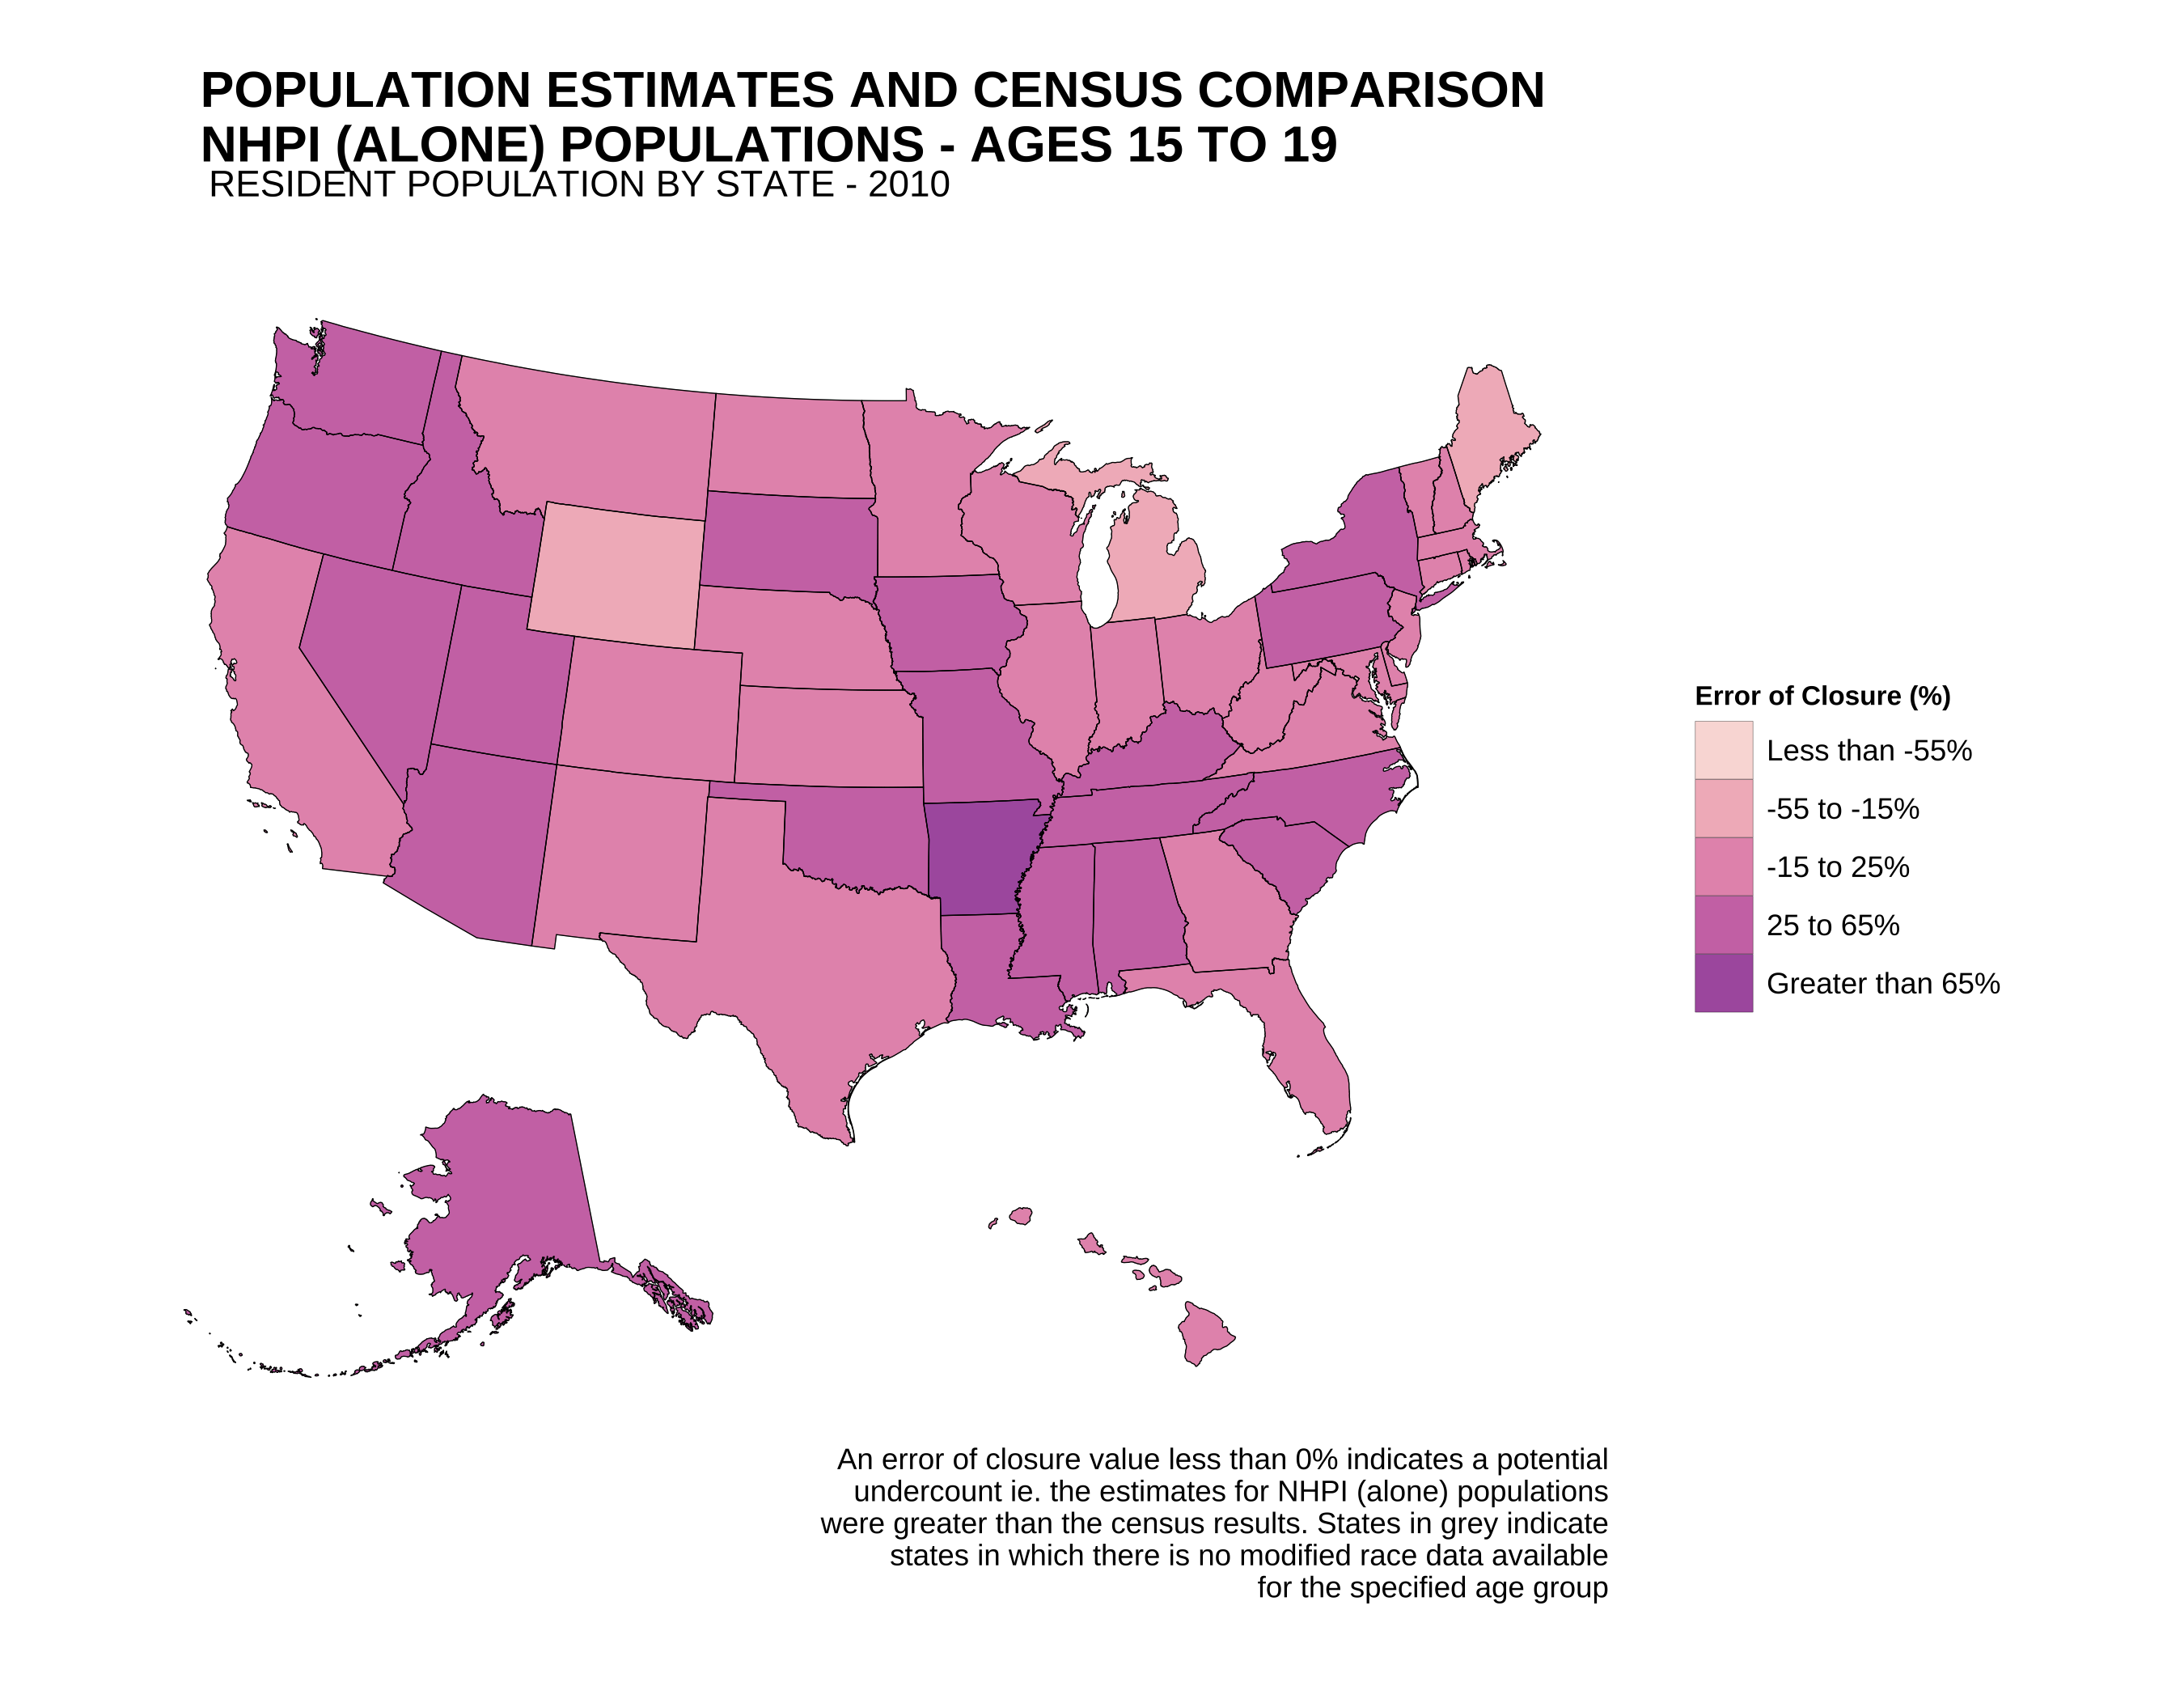 POPULATION ESTIMATES AND CENSUS COMPARISON
NHPI (ALONE) POPULATIONS - AGES 15 TO 19
RESIDENT POPULATION BY STATE - 2010
Error of Closure (%)
Less than -55%
-55 to -15%
-15 to 25%
25 to 65%
Greater than 65%
An error of closure value less than 0% indicates a potential
undercount ie. the estimates for NHPI (alone) populations
were greater than the census results. States in grey indicate
states in which there is no modified race data available
for the specified age group